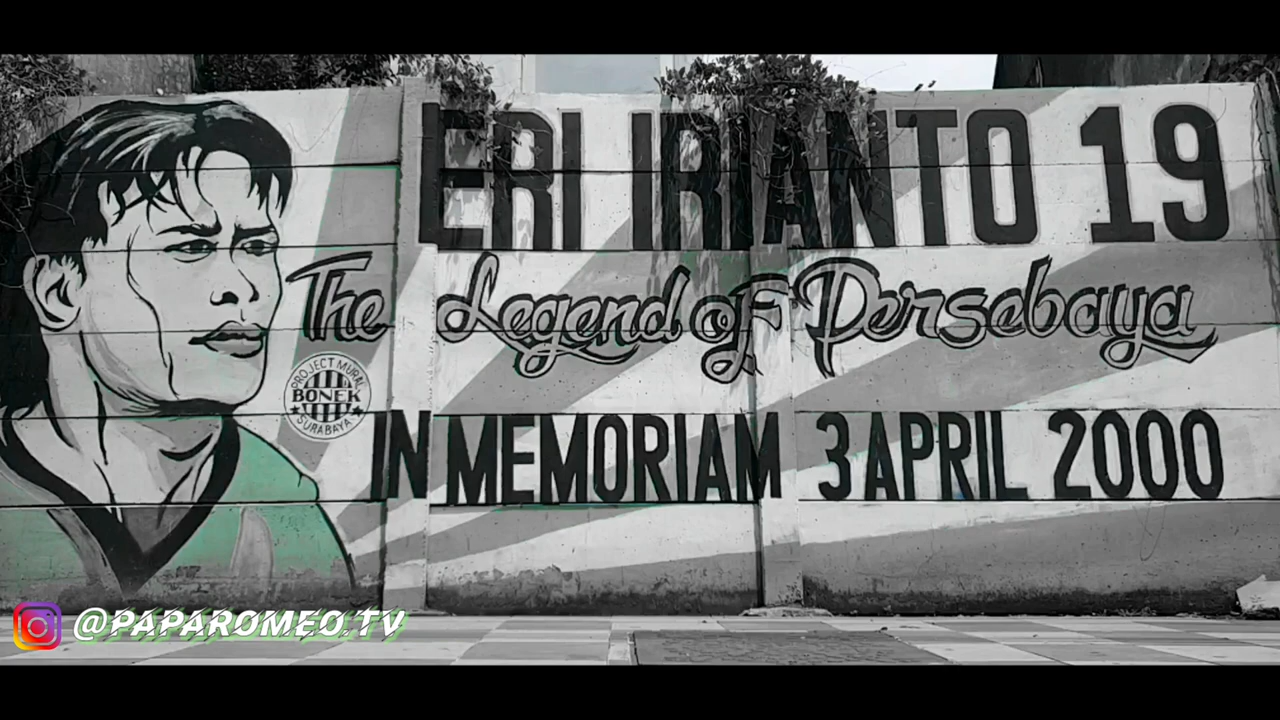 ERI IRIANTO 19
The Legend of Persebaya
PROJECT MURAL
BONEK
SURABAYA
IN MEMORIAM 3 APRIL 2000
@PAPAROMEO.TV